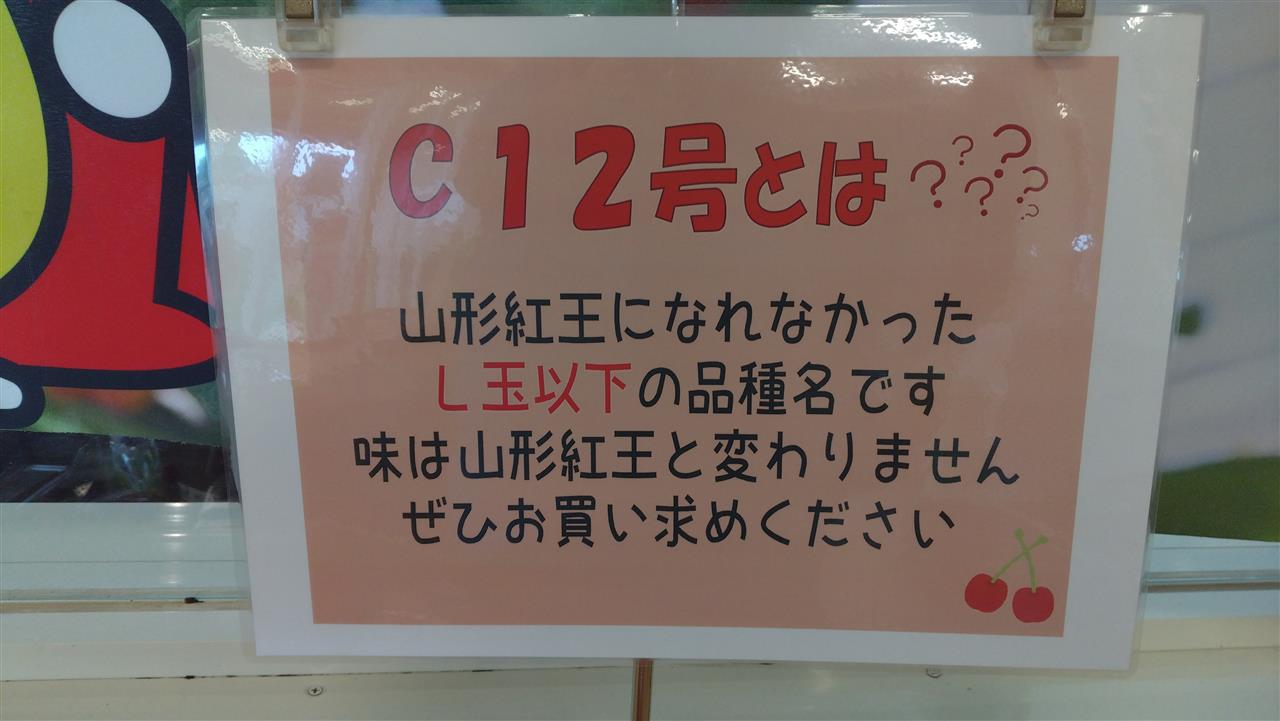 C12号とは??????
山形紅王になれなかった
L玉以下の品種名です
味は山形紅王と変わりません
ぜひお買い求めください